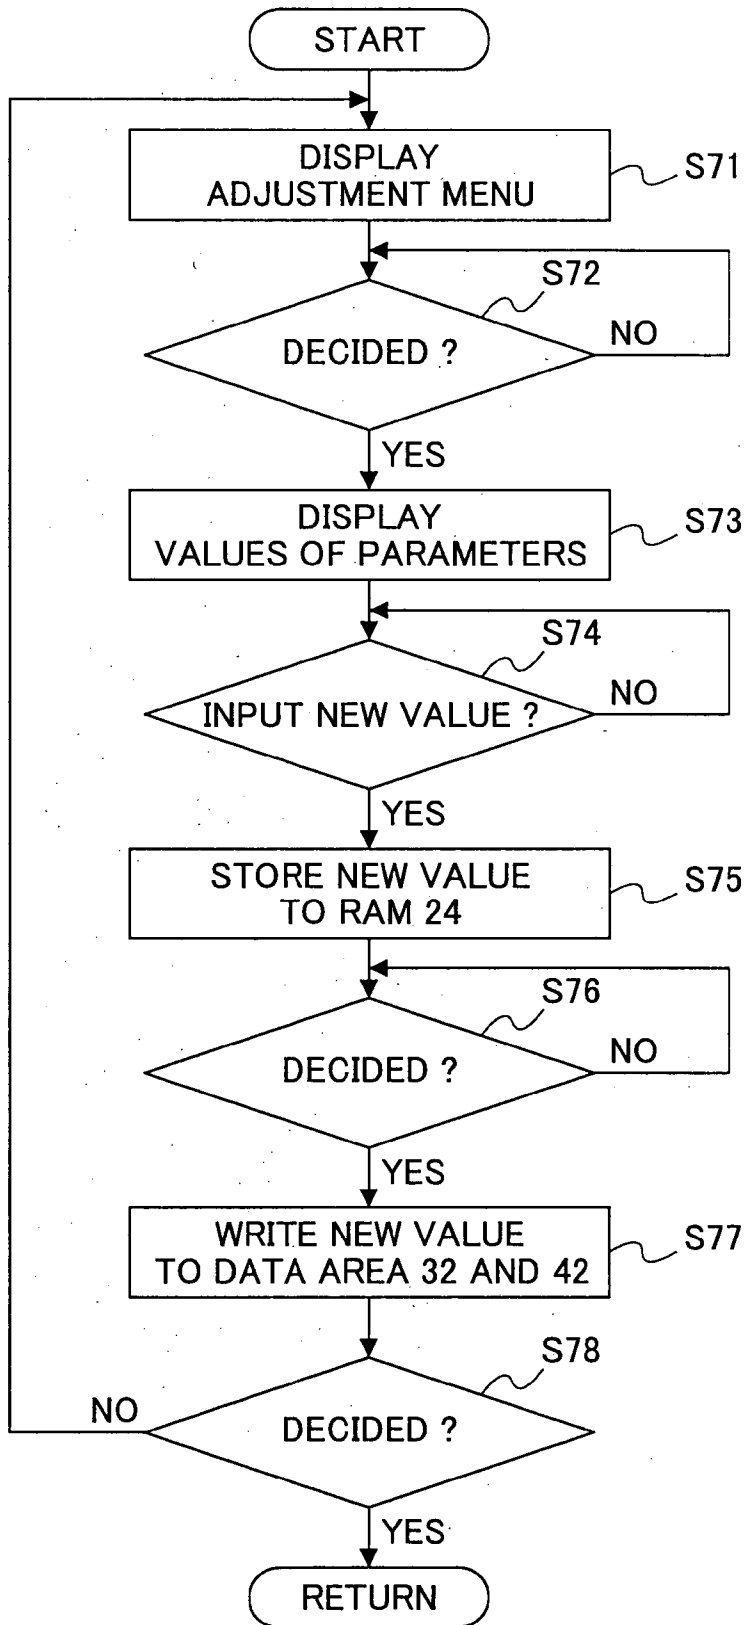 START
DISPLAY
ADJUSTMENT MENU
S71
S72
DECIDED ?
NO
YES
DISPLAY
VALUES OF PARAMETERS
S73
S74
INPUT NEW VALUE ?
NO
YES
STORE NEW VALUE
TO RAM 24
S75
S76
DECIDED ?
NO
YES
WRITE NEW VALUE
TO DATA AREA 32 AND 42
S77
S78
NO
DECIDED ?
YES
RETURN